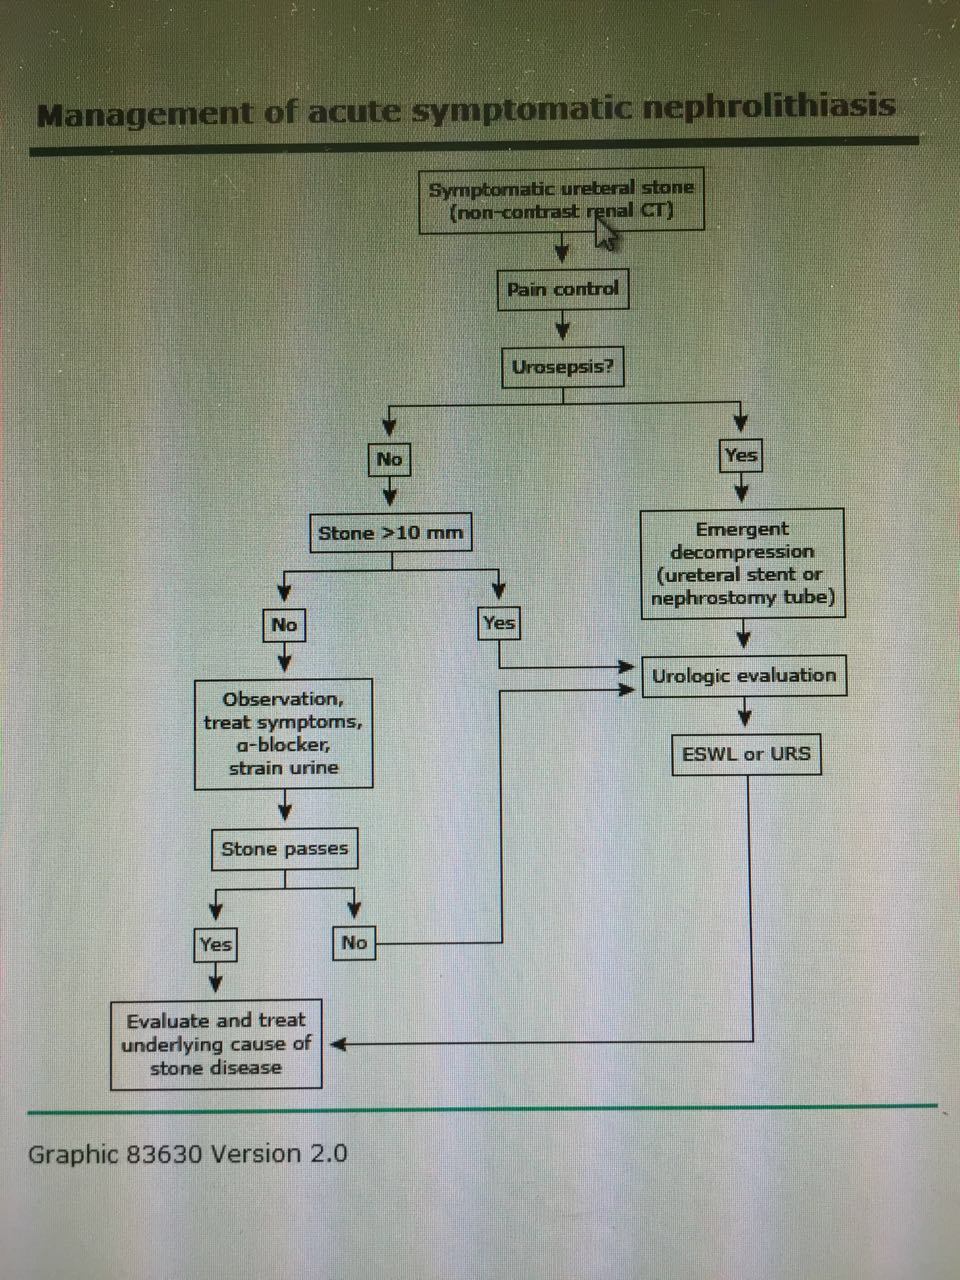 Management of acute symptomatic nephrolithiasis
Symptomatic ureteral stone
(non-contrast renal CT)
Pain control
Urosepsis?
No
Yes
Stone >10 mm
Emergent
decompression
(ureteral stent or
nephrostomy tube)
No
Yes
Urologic evaluation
Observation,
treat symptoms,
α-blocker,
strain urine
ESWL or URS
Stone passes
Yes
No
Evaluate and treat
underlying cause of
stone disease
Graphic 83630 Version 2.0